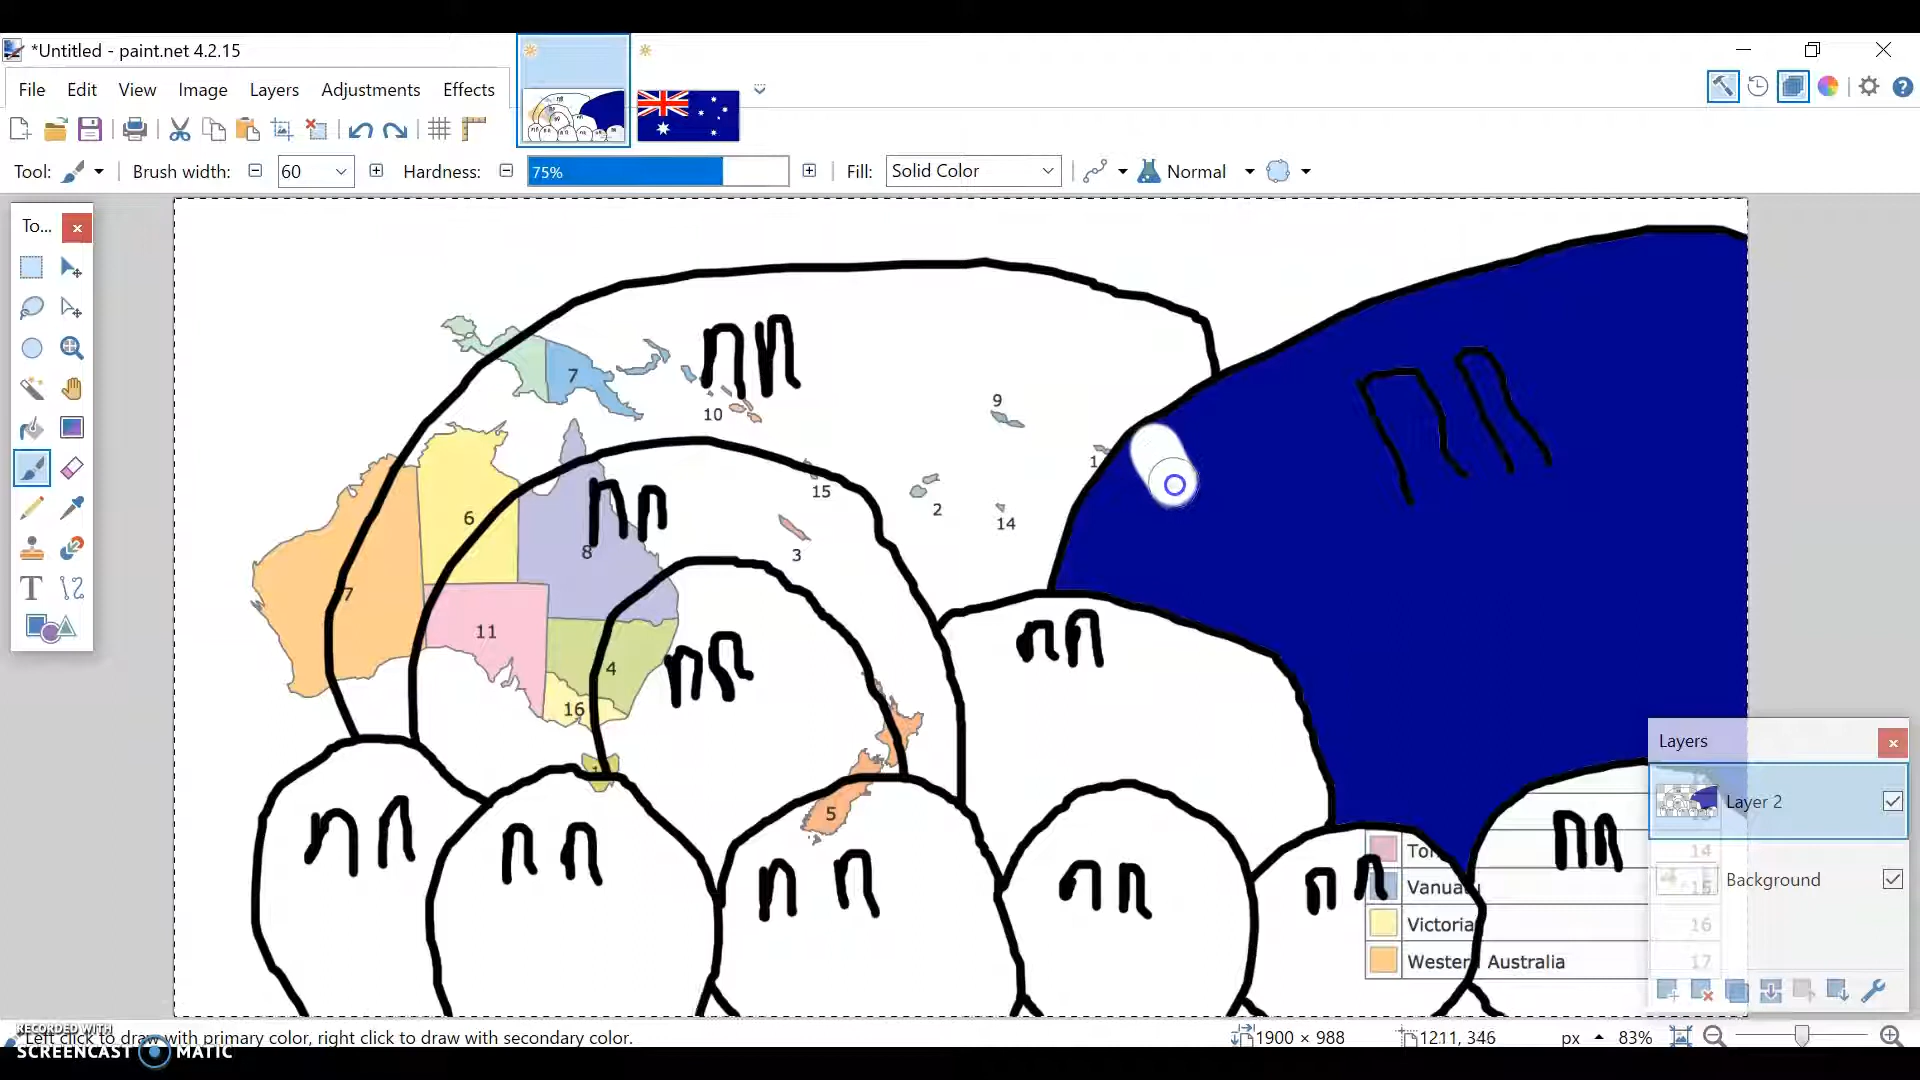 *Untitled - paint.net 4.2.15
File Edit View Image Layers Adjustments Effects
Tool: Brush width: 60 Hardness: 75% Fill: Solid Color Normal
To...
7
10
9
6
15
2
14
8
3
7
11
4
16
5
Layers
Layer 2
14
Vanuatu 15
Background
Victoria 16
Western Australia 17
RECORDED WITH
SCREENCAST MATIC
Left click to draw with primary color, right click to draw with secondary color.
1900 × 988 1211, 346 px 83%